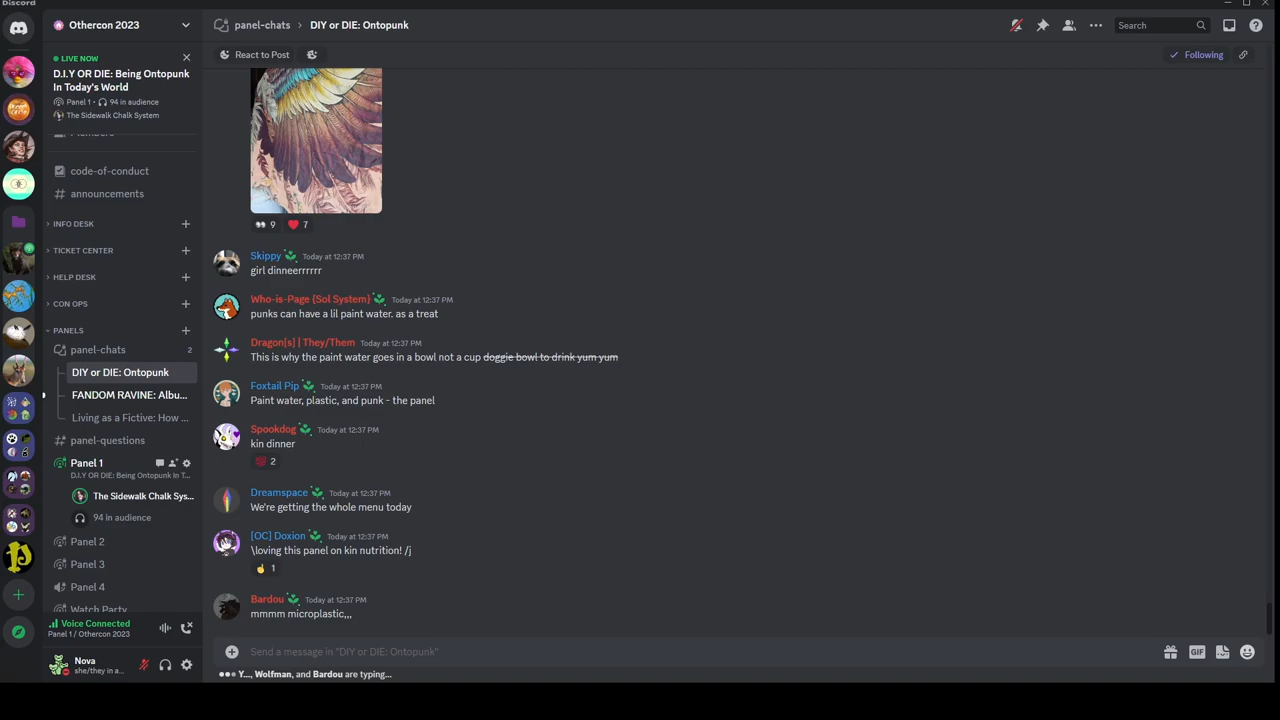 Discord
Othercon 2023
panel-chats › DIY or DIE: Ontopunk
Search
LIVE NOW
D.I.Y OR DIE: Being Ontopunk
In Today's World
Panel 1 • 94 in audience
The Sidewalk Chalk System
Members
code-of-conduct
announcements
INFO DESK
TICKET CENTER
HELP DESK
CON OPS
PANELS
panel-chats 2
DIY or DIE: Ontopunk
FANDOM RAVINE: Albu...
Living as a Fictive: How ...
panel-questions
Panel 1
D.I.Y OR DIE: Being Ontopunk In T...
The Sidewalk Chalk Sys...
94 in audience
Panel 2
Panel 3
Panel 4
Watch Party
Voice Connected
Panel 1 / Othercon 2023
Nova
she/they in a...
React to Post
Following
9 7
Skippy Today at 12:37 PM
girl dinneerrrrrr
Who-is-Page {Sol System} Today at 12:37 PM
punks can have a lil paint water. as a treat
Dragon[s] | They/Them Today at 12:37 PM
This is why the paint water goes in a bowl not a cup doggie bowl to drink yum yum
Foxtail Pip Today at 12:37 PM
Paint water, plastic, and punk - the panel
Spookdog Today at 12:37 PM
kin dinner
2
Dreamspace Today at 12:37 PM
We're getting the whole menu today
[OC] Doxion Today at 12:37 PM
\loving this panel on kin nutrition! /j
1
Bardou Today at 12:37 PM
mmmm microplastic,,,
Send a message in "DIY or DIE: Ontopunk"
GIF
Y..., Wolfman, and Bardou are typing...